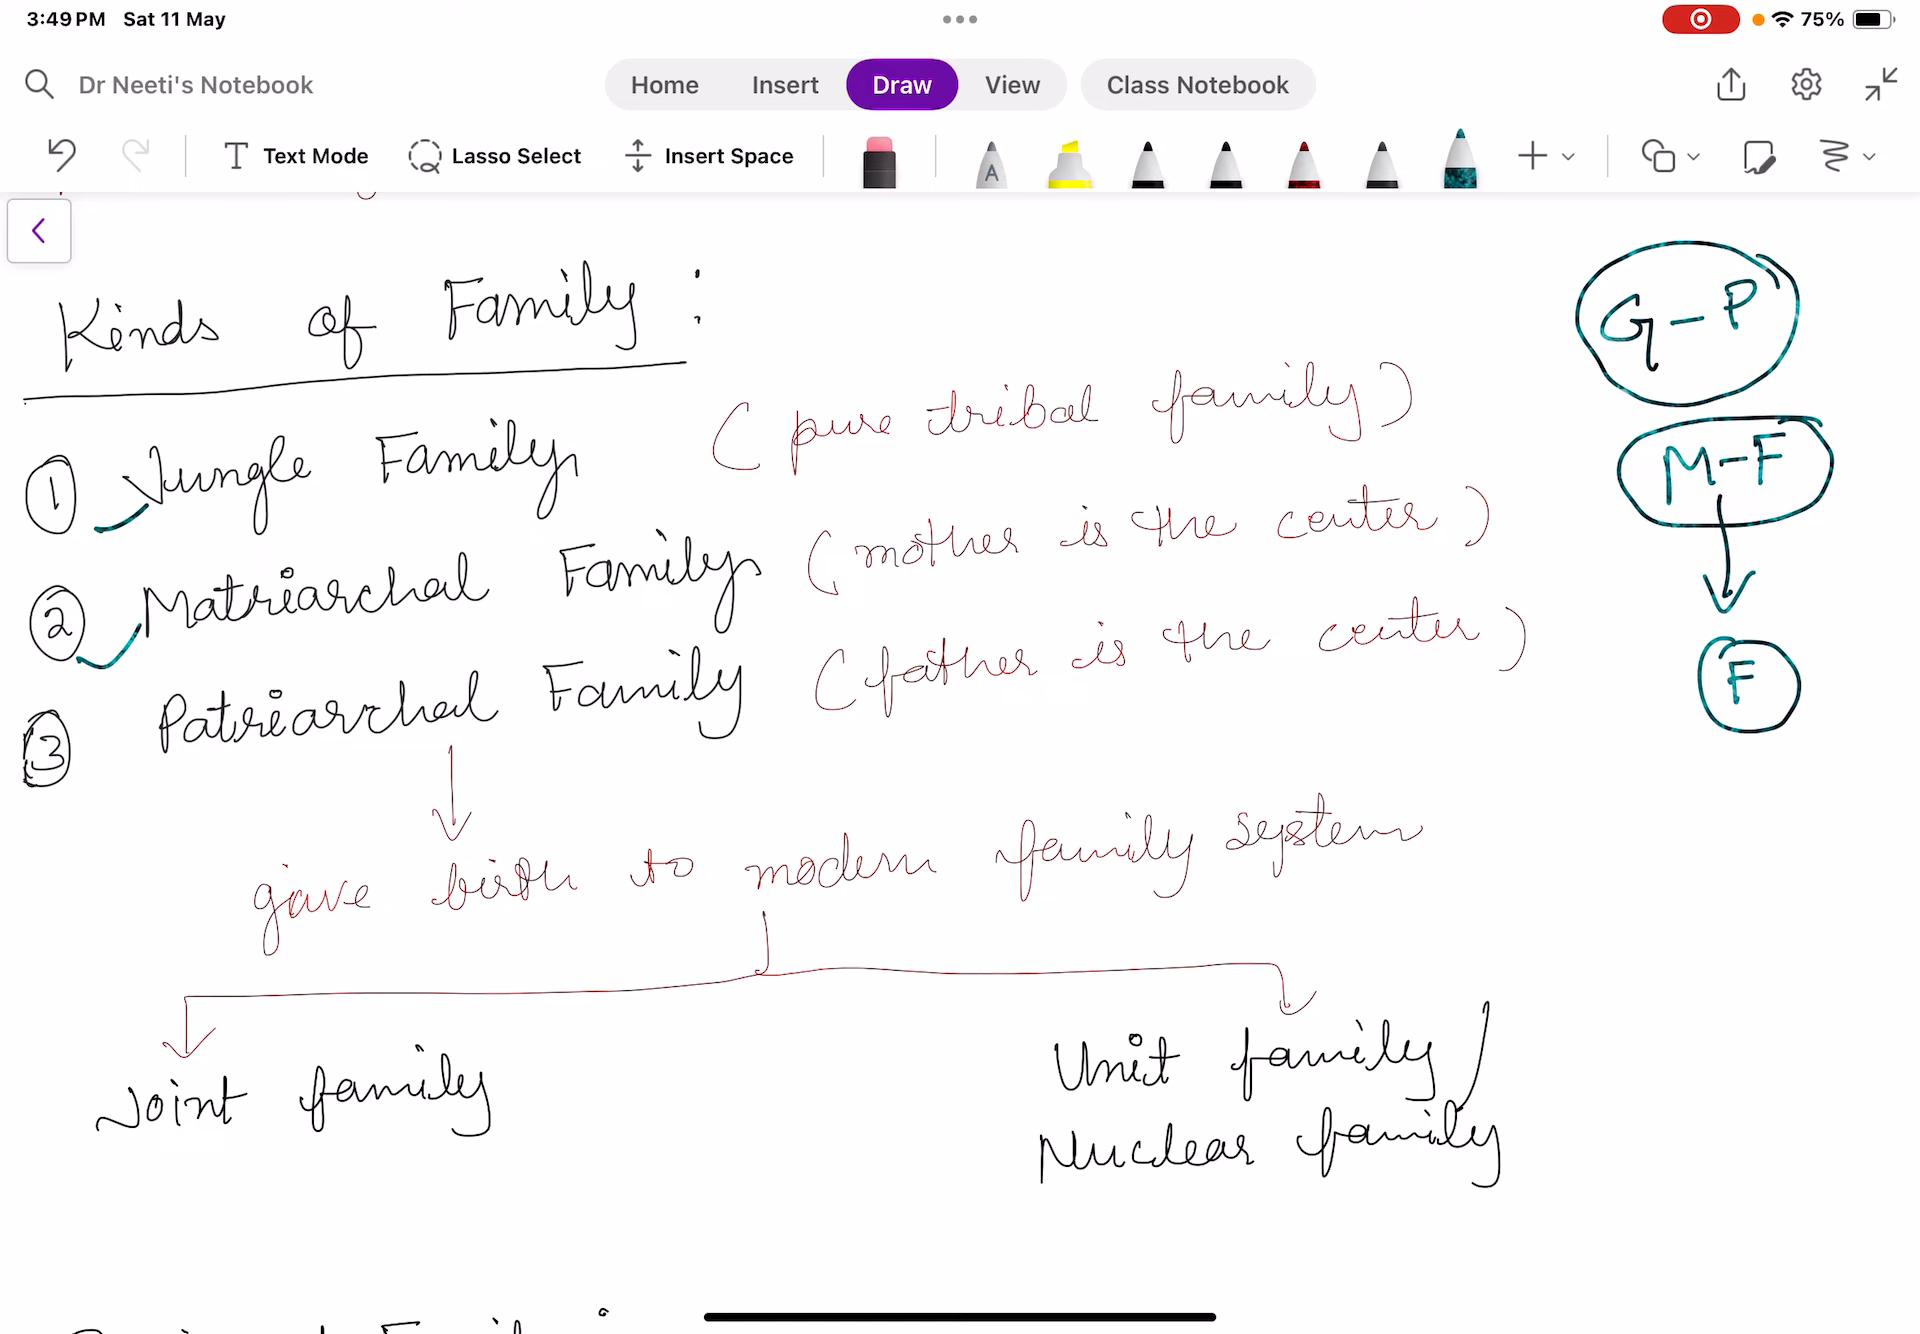 3:49 PM Sat 11 May
75%
Dr Neeti's Notebook
Home Insert Draw View Class Notebook
Text Mode Lasso Select Insert Space
A
Kinds of Family :
G-P
① Jungle Family (pure tribal family)
M-F
② Matriarchal Family (mother is the center)
③ Patriarchal Family (father is the center)
F
gave birth to modern family system
Joint family
Unit family /
Nuclear family